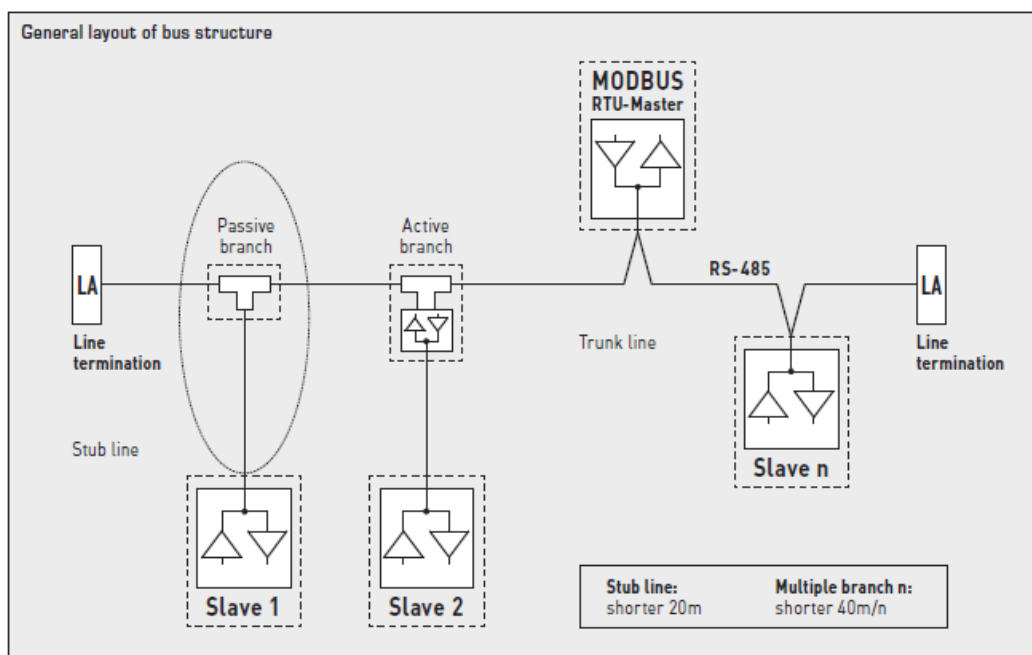 General layout of bus structure
MODBUS
RTU-Master
Passive
branch
Active
branch
LA
RS-485
LA
Line
termination
Trunk line
Line
termination
Stub line
Slave n
Slave 1
Slave 2
Stub line:
shorter 20m
Multiple branch n:
shorter 40m/n